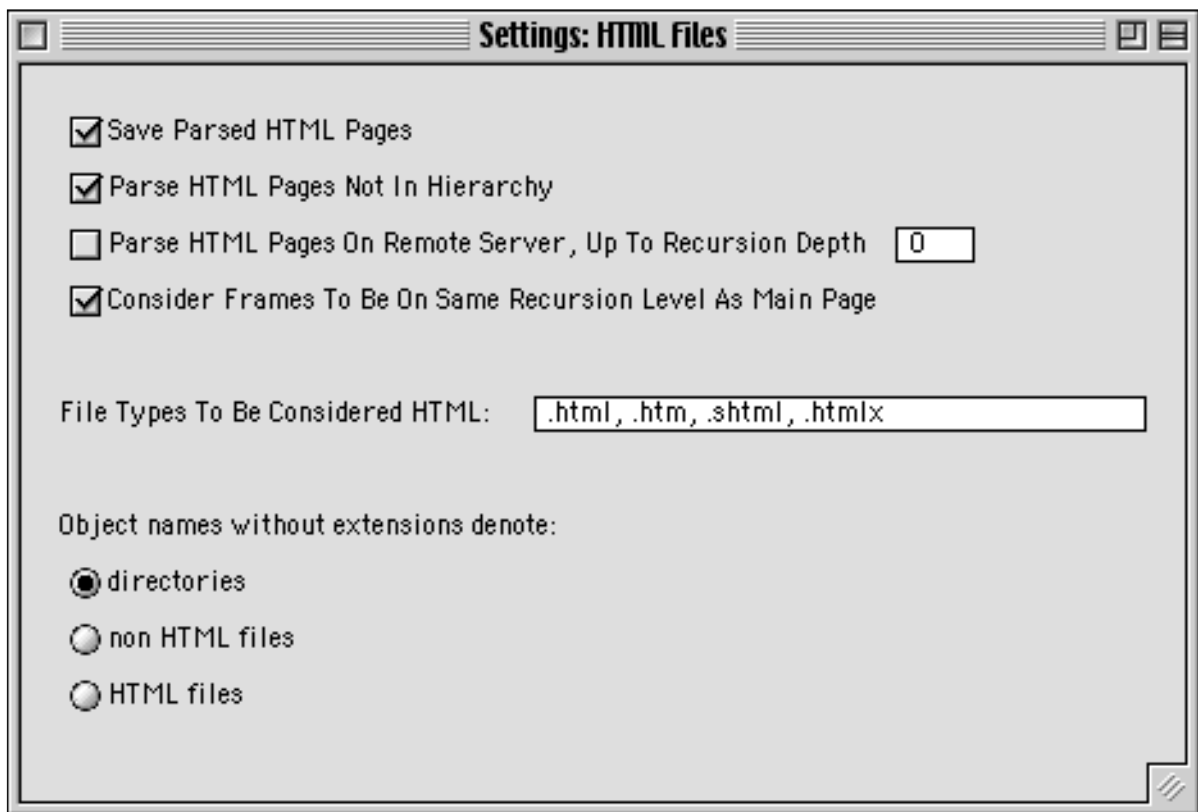 Settings: HTML Files
Save Parsed HTML Pages
Parse HTML Pages Not In Hierarchy
Parse HTML Pages On Remote Server, Up To Recursion Depth 0
Consider Frames To Be On Same Recursion Level As Main Page
File Types To Be Considered HTML: .html, .htm, .shtml, .htmlx
Object names without extensions denote:
directories
non HTML files
HTML files